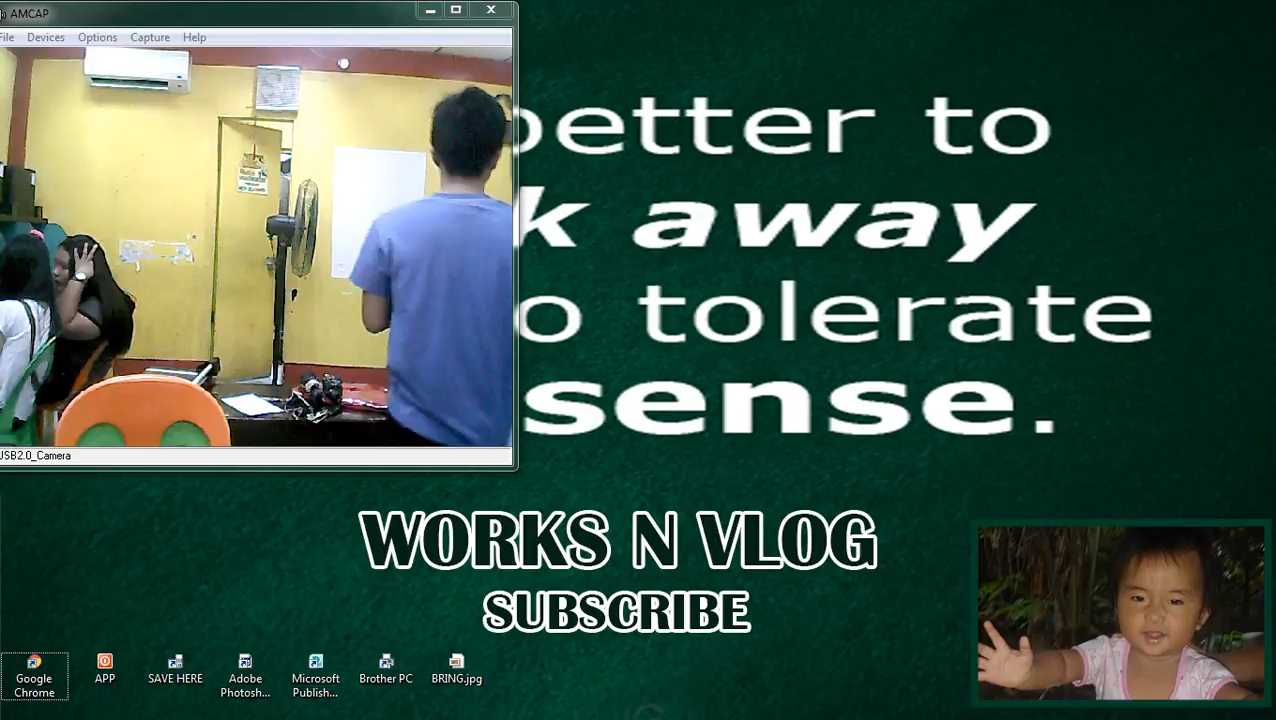 AMCAP
File Devices Options Capture Help
better to
k away
o tolerate
sense.
USB2.0_Camera
WORKS N VLOG
SUBSCRIBE
Google Chrome
APP
SAVE HERE
Adobe Photosh...
Microsoft Publish...
Brother PC
BRING.jpg